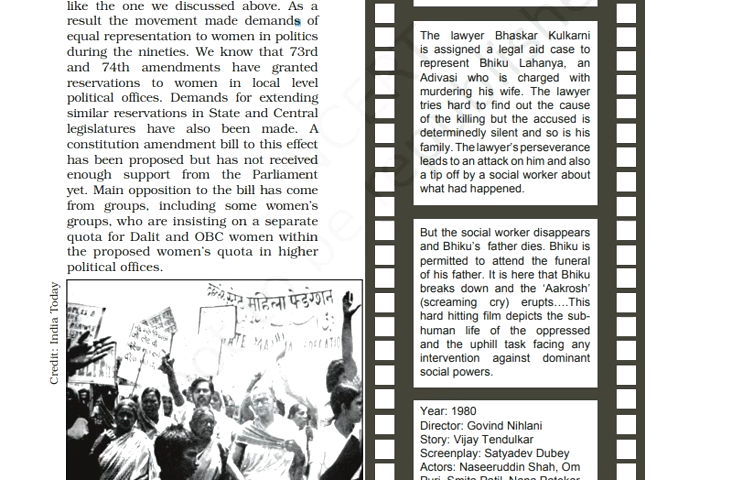 like the one we discussed above. As a
result the movement made demands of
equal representation to women in politics
during the nineties. We know that 73rd
and 74th amendments have granted
reservations to women in local level
political offices. Demands for extending
similar reservations in State and Central
legislatures have also been made. A
constitution amendment bill to this effect
has been proposed but has not received
enough support from the Parliament
yet. Main opposition to the bill has come
from groups, including some women's
groups, who are insisting on a separate
quota for Dalit and OBC women within
the proposed women's quota in higher
political offices.
Credit: India Today
महिला फेडरेशन
The lawyer Bhaskar Kulkarni
is assigned a legal aid case to
represent Bhiku Lahanya, an
Adivasi who is charged with
murdering his wife. The lawyer
tries hard to find out the cause
of the killing but the accused is
determinedly silent and so is his
family. The lawyer's perseverance
leads to an attack on him and also
a tip off by a social worker about
what had happened.
But the social worker disappears
and Bhiku's father dies. Bhiku is
permitted to attend the funeral
of his father. It is here that Bhiku
breaks down and the 'Aakrosh'
(screaming cry) erupts....This
hard hitting film depicts the sub-
human life of the oppressed
and the uphill task facing any
intervention against dominant
social powers.
Year: 1980
Director: Govind Nihlani
Story: Vijay Tendulkar
Screenplay: Satyadev Dubey
Actors: Naseeruddin Shah, Om
Puri, Smita Patil, Nana Patekar